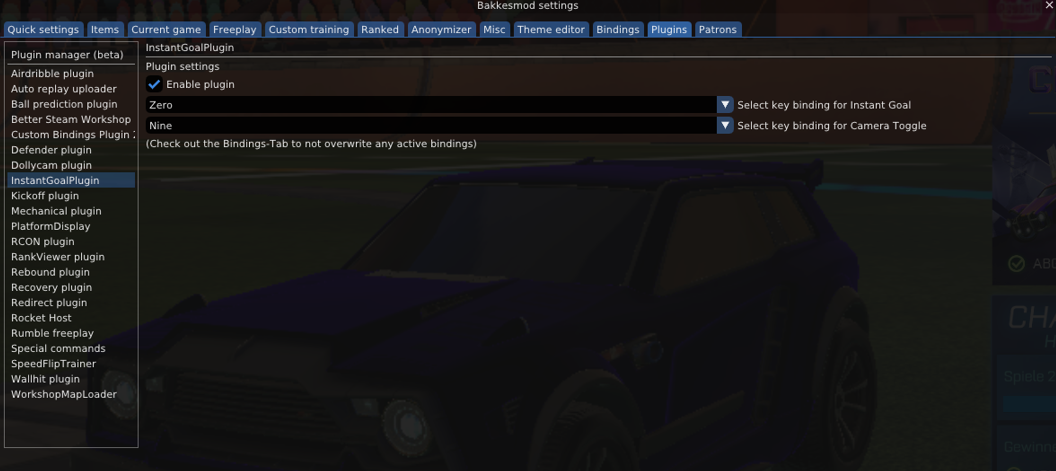 Bakkesmod settings
Quick settings Items Current game Freeplay Custom training Ranked Anonymizer Misc Theme editor Bindings Plugins Patrons
Plugin manager (beta)
Airdribble plugin
Auto replay uploader
Ball prediction plugin
Better Steam Workshop
Custom Bindings Plugin
Defender plugin
Dollycam plugin
InstantGoalPlugin
Kickoff plugin
Mechanical plugin
PlatformDisplay
RCON plugin
RankViewer plugin
Rebound plugin
Recovery plugin
Redirect plugin
Rocket Host
Rumble freeplay
Special commands
SpeedFlipTrainer
Wallhit plugin
WorkshopMapLoader
InstantGoalPlugin
Plugin settings
Enable plugin
Zero Select key binding for Instant Goal
Nine Select key binding for Camera Toggle
(Check out the Bindings-Tab to not overwrite any active bindings)
CHA
Spiele